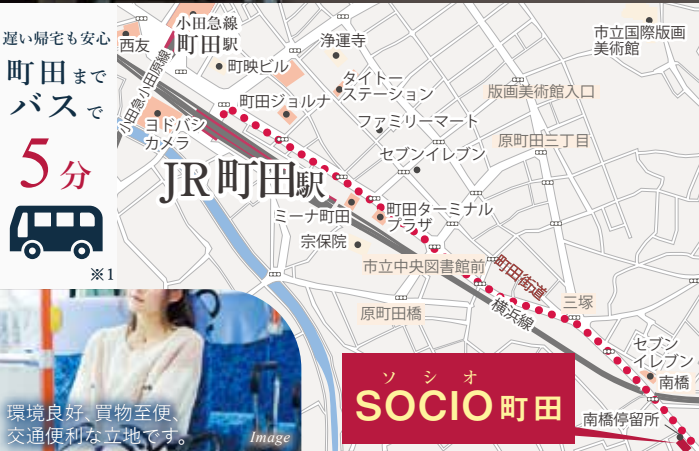 遅い帰宅も安心
町田まで
バスで
5分
※1
西友
小田急線
町田駅
小田急小田原線
町映ビル
浄運寺
市立国際版画
美術館
タイトー
ステーション
版画美術館入口
町田ジョルナ
ヨドバシ
カメラ
ファミリーマート
原町田三丁目
セブンイレブン
JR町田駅
ミーナ町田
町田ターミナル
プラザ
宗保院
市立中央図書館前
町田街道
原町田橋
横浜線
三塚
セブン
イレブン
南橋
ソシオ
SOCIO町田
南橋停留所
環境良好、買物至便、
交通便利な立地です。
Image